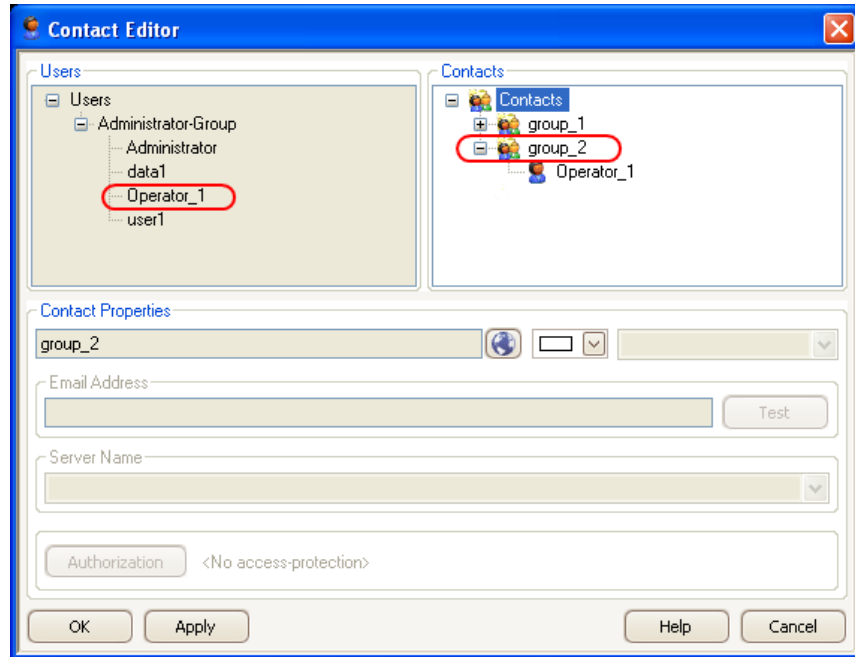 Contact Editor
Users
Users
Administrator-Group
Administrator
data1
Operator_1
user1
Contacts
Contacts
group_1
group_2
Operator_1
Contact Properties
group_2
Email Address
Test
Server Name
Authorization <No access-protection>
OK Apply Help Cancel